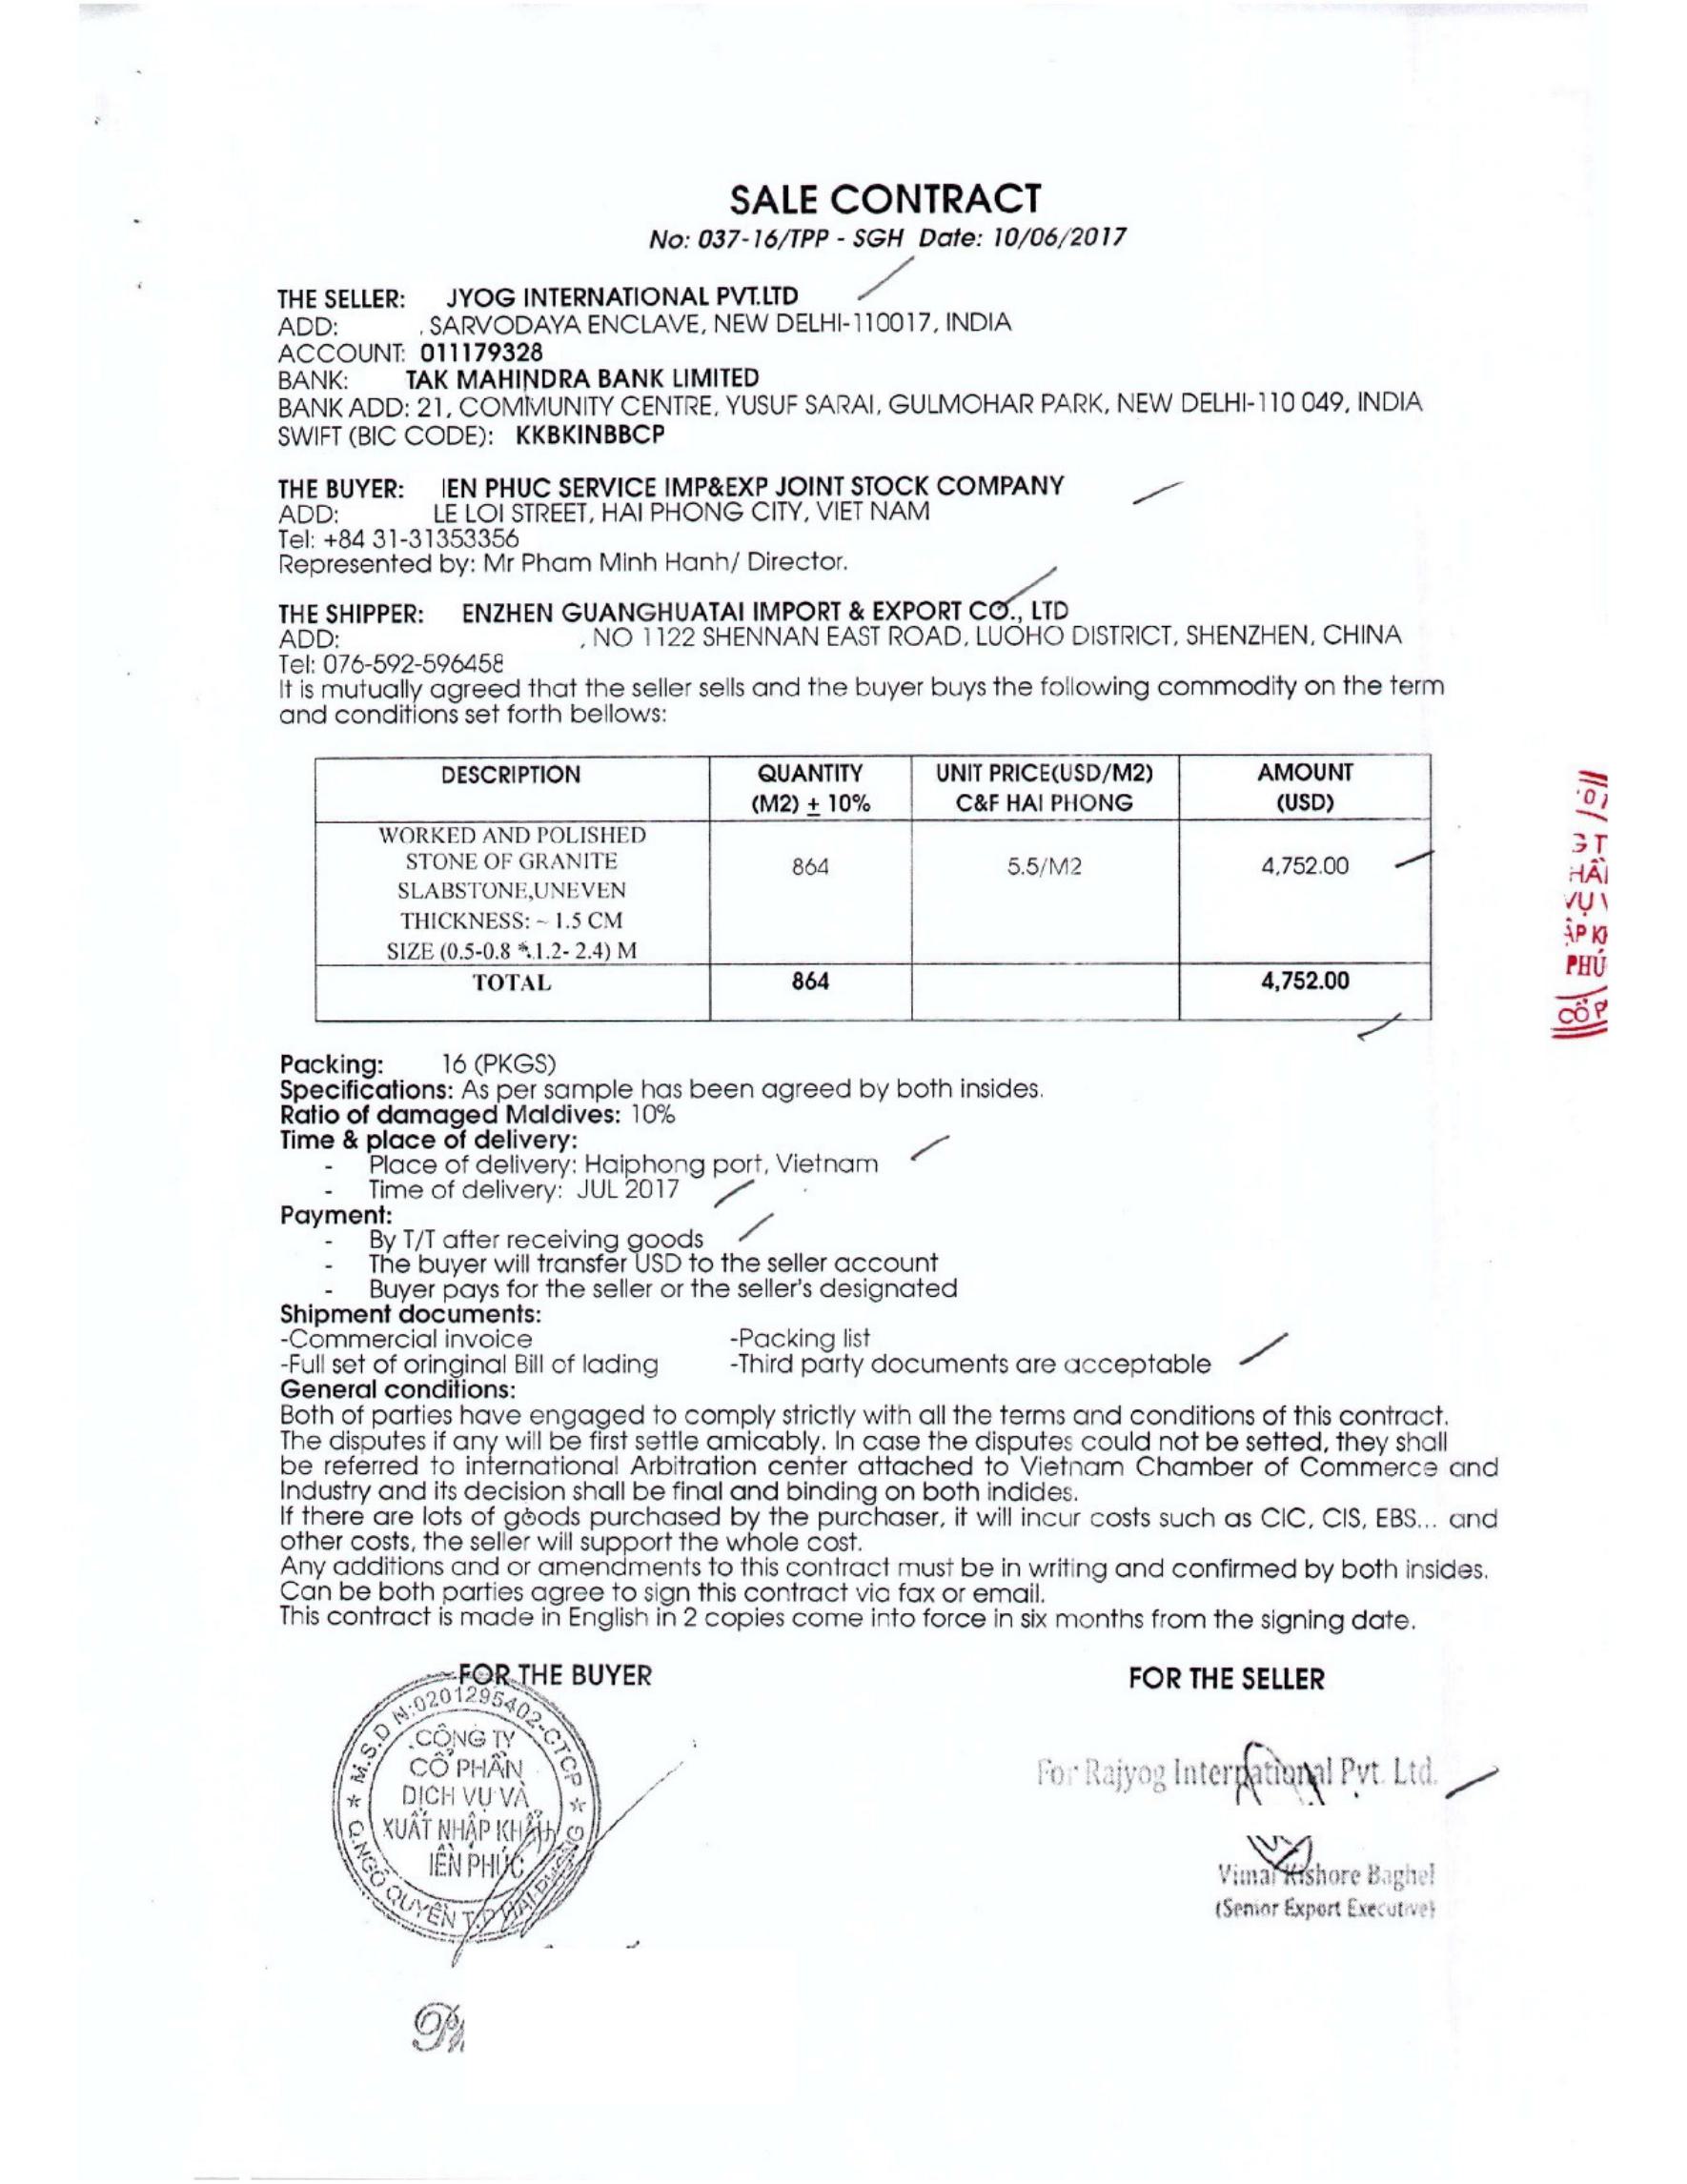 SALE CONTRACT
No: 037-16/TPP - SGH Date: 10/06/2017
THE SELLER: JYOG INTERNATIONAL PVT.LTD
ADD: , SARVODAYA ENCLAVE, NEW DELHI-110017, INDIA
ACCOUNT: 011179328
BANK: TAK MAHINDRA BANK LIMITED
BANK ADD: 21, COMMUNITY CENTRE, YUSUF SARAI, GULMOHAR PARK, NEW DELHI-110 049, INDIA
SWIFT (BIC CODE): KKBKINBBCP
THE BUYER: IEN PHUC SERVICE IMP&EXP JOINT STOCK COMPANY
ADD: LE LOI STREET, HAI PHONG CITY, VIET NAM
Tel: +84 31-31353356
Represented by: Mr Pham Minh Hanh/ Director.
THE SHIPPER: ENZHEN GUANGHUATAI IMPORT & EXPORT CO., LTD
ADD: , NO 1122 SHENNAN EAST ROAD, LUOHO DISTRICT, SHENZHEN, CHINA
Tel: 076-592-596458
It is mutually agreed that the seller sells and the buyer buys the following commodity on the term
and conditions set forth bellows:
DESCRIPTION QUANTITY (M2) ± 10% UNIT PRICE(USD/M2) C&F HAI PHONG AMOUNT (USD)
WORKED AND POLISHED
STONE OF GRANITE 864 5.5/M2 4,752.00
SLABSTONE,UNEVEN
THICKNESS: ~ 1.5 CM
SIZE (0.5-0.8 *.1.2- 2.4) M
TOTAL 864 4,752.00
Packing: 16 (PKGS)
Specifications: As per sample has been agreed by both insides.
Ratio of damaged Maldives: 10%
Time & place of delivery:
- Place of delivery: Haiphong port, Vietnam
- Time of delivery: JUL 2017
Payment:
- By T/T after receiving goods
- The buyer will transfer USD to the seller account
- Buyer pays for the seller or the seller's designated
Shipment documents:
-Commercial invoice -Packing list
-Full set of oringinal Bill of lading -Third party documents are acceptable
General conditions:
Both of parties have engaged to comply strictly with all the terms and conditions of this contract.
The disputes if any will be first settle amicably. In case the disputes could not be setted, they shall
be referred to international Arbitration center attached to Vietnam Chamber of Commerce and
Industry and its decision shall be final and binding on both indides.
If there are lots of goods purchased by the purchaser, it will incur costs such as CIC, CIS, EBS... and
other costs, the seller will support the whole cost.
Any additions and or amendments to this contract must be in writing and confirmed by both insides.
Can be both parties agree to sign this contract via fax or email.
This contract is made in English in 2 copies come into force in six months from the signing date.
FOR THE BUYER FOR THE SELLER
M.S.D N:0201295402-CTCP
CÔNG TY
CỔ PHẦN
DỊCH VỤ VÀ
XUẤT NHẬP KHẨU
IÊN PHÚC
Q.NGÔ QUYỀN
For Rajyog International Pvt. Ltd.
Vimal Kishore Baghel
(Senior Export Executive)